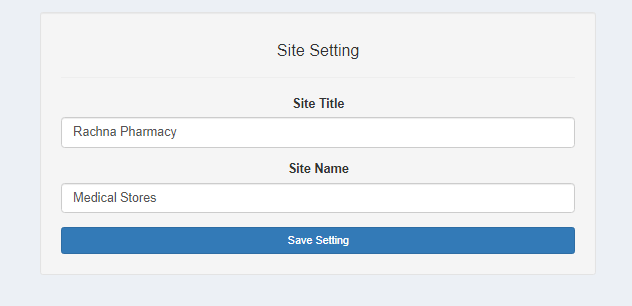 Site Setting
Site Title
Rachna Pharmacy
Site Name
Medical Stores
Save Setting